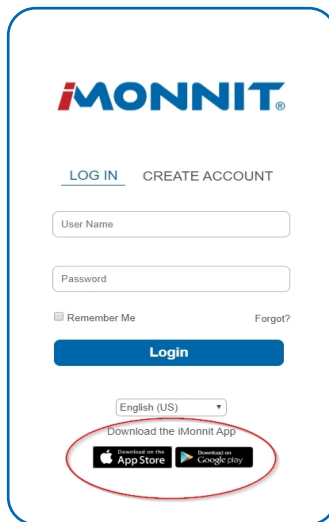 iMONNIT®
LOG IN CREATE ACCOUNT
User Name
Password
Remember Me Forgot?
Login
English (US)
Download the iMonnit App
Download on the
App Store
Download on
Google play